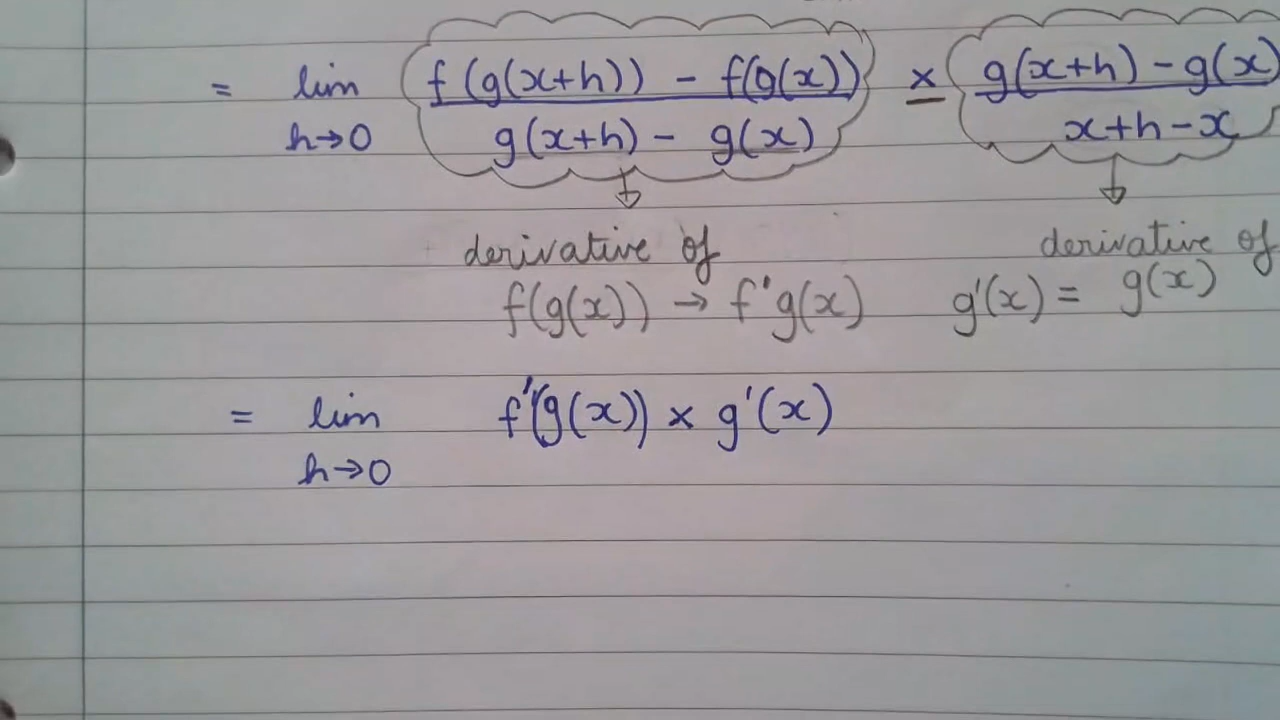 = lim f(g(x+h)) - f(g(x)) × g(x+h) - g(x)
h→0 g(x+h) - g(x) x+h-x
derivative of derivative of
f(g(x)) → f'g(x) g'(x) = g(x)
= lim f'(g(x)) × g'(x)
h→0